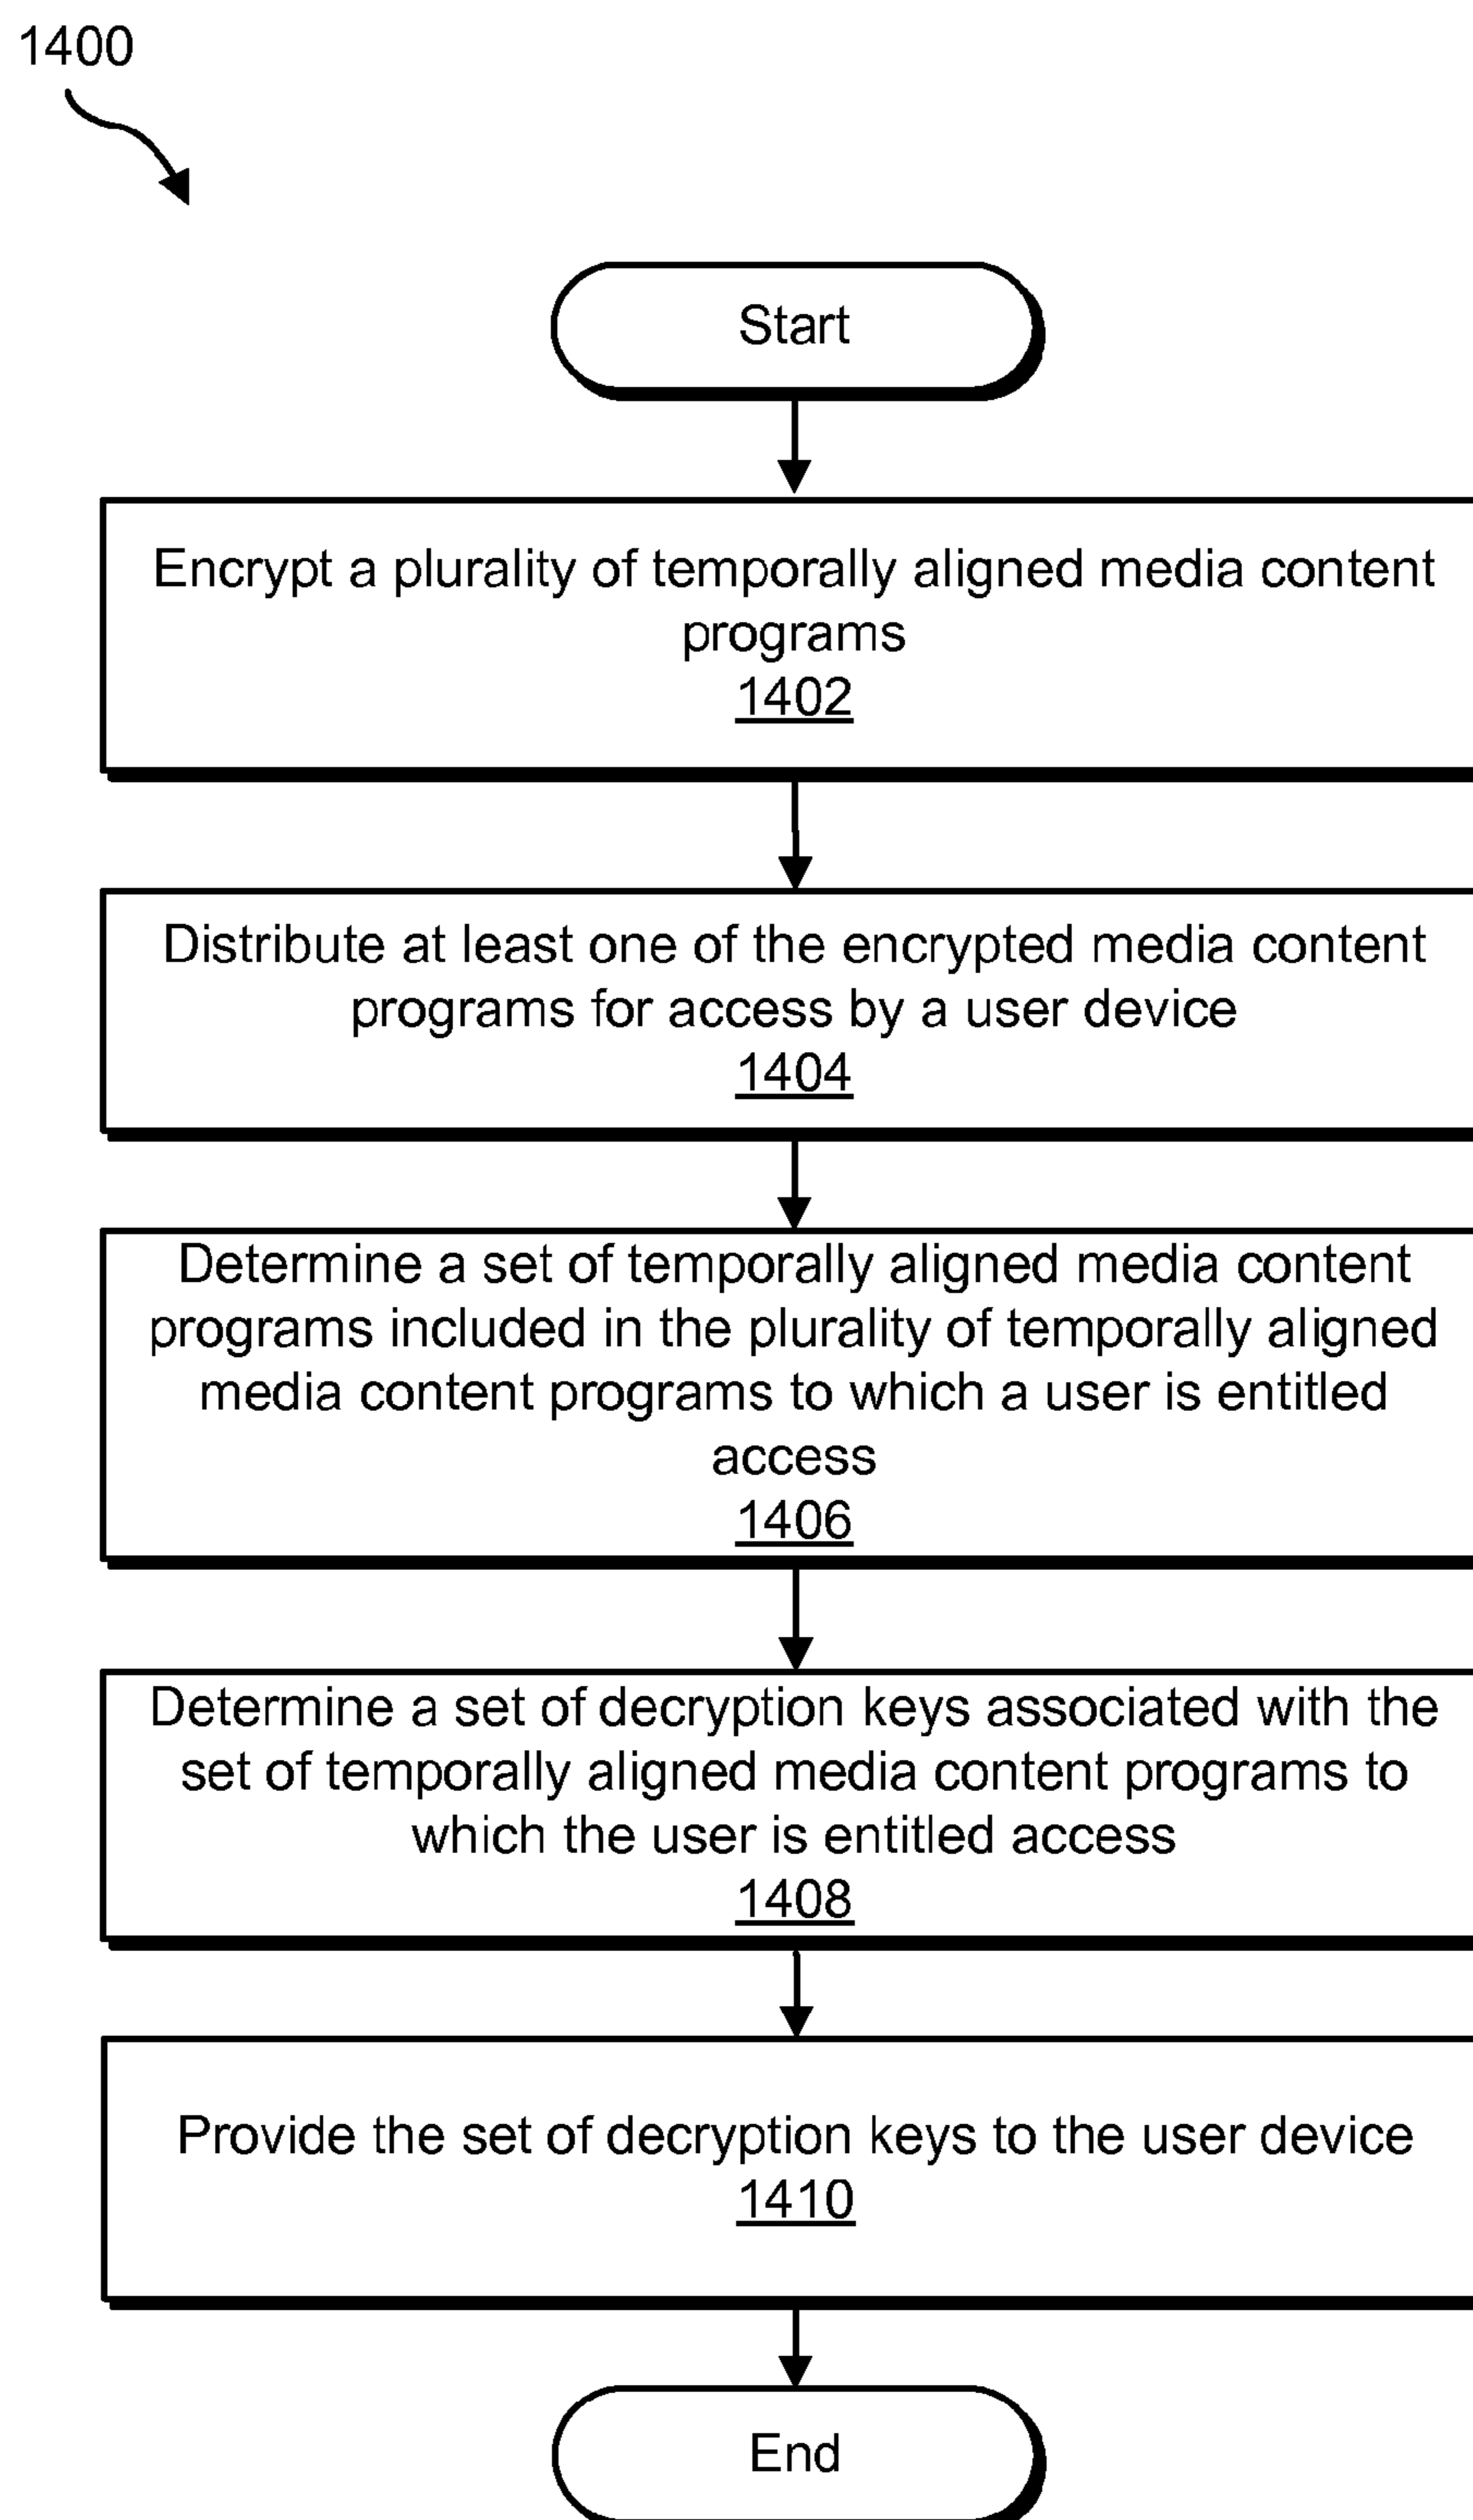 1400
Start
Encrypt a plurality of temporally aligned media content
programs
1402
Distribute at least one of the encrypted media content
programs for access by a user device
1404
Determine a set of temporally aligned media content
programs included in the plurality of temporally aligned
media content programs to which a user is entitled
access
1406
Determine a set of decryption keys associated with the
set of temporally aligned media content programs to
which the user is entitled access
1408
Provide the set of decryption keys to the user device
1410
End